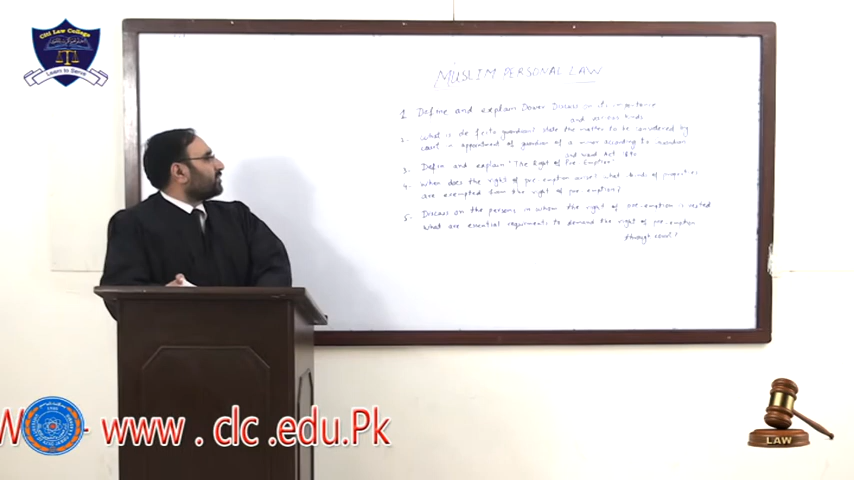 Citi Law College
Learn to Serve
MUSLIM PERSONAL LAW
1 Define and explain Dower Discuss on its importance
and various kinds
2- What is de facto guardian? state the matter to be considered by
court in appointment of guardian of a minor according to Guardian
and Ward Act 1890
3- Defin and explain "The Right of Pre Emption"
4- When does the right of pre-emption arise? what kinds of properties
are exempted from the right of pre-emption?
5- Discuss on the persons in whom the right of pre-emption is vested
What are essential requirments to demand the right of pre-emption
through court?
W - www . clc .edu.Pk
LAW